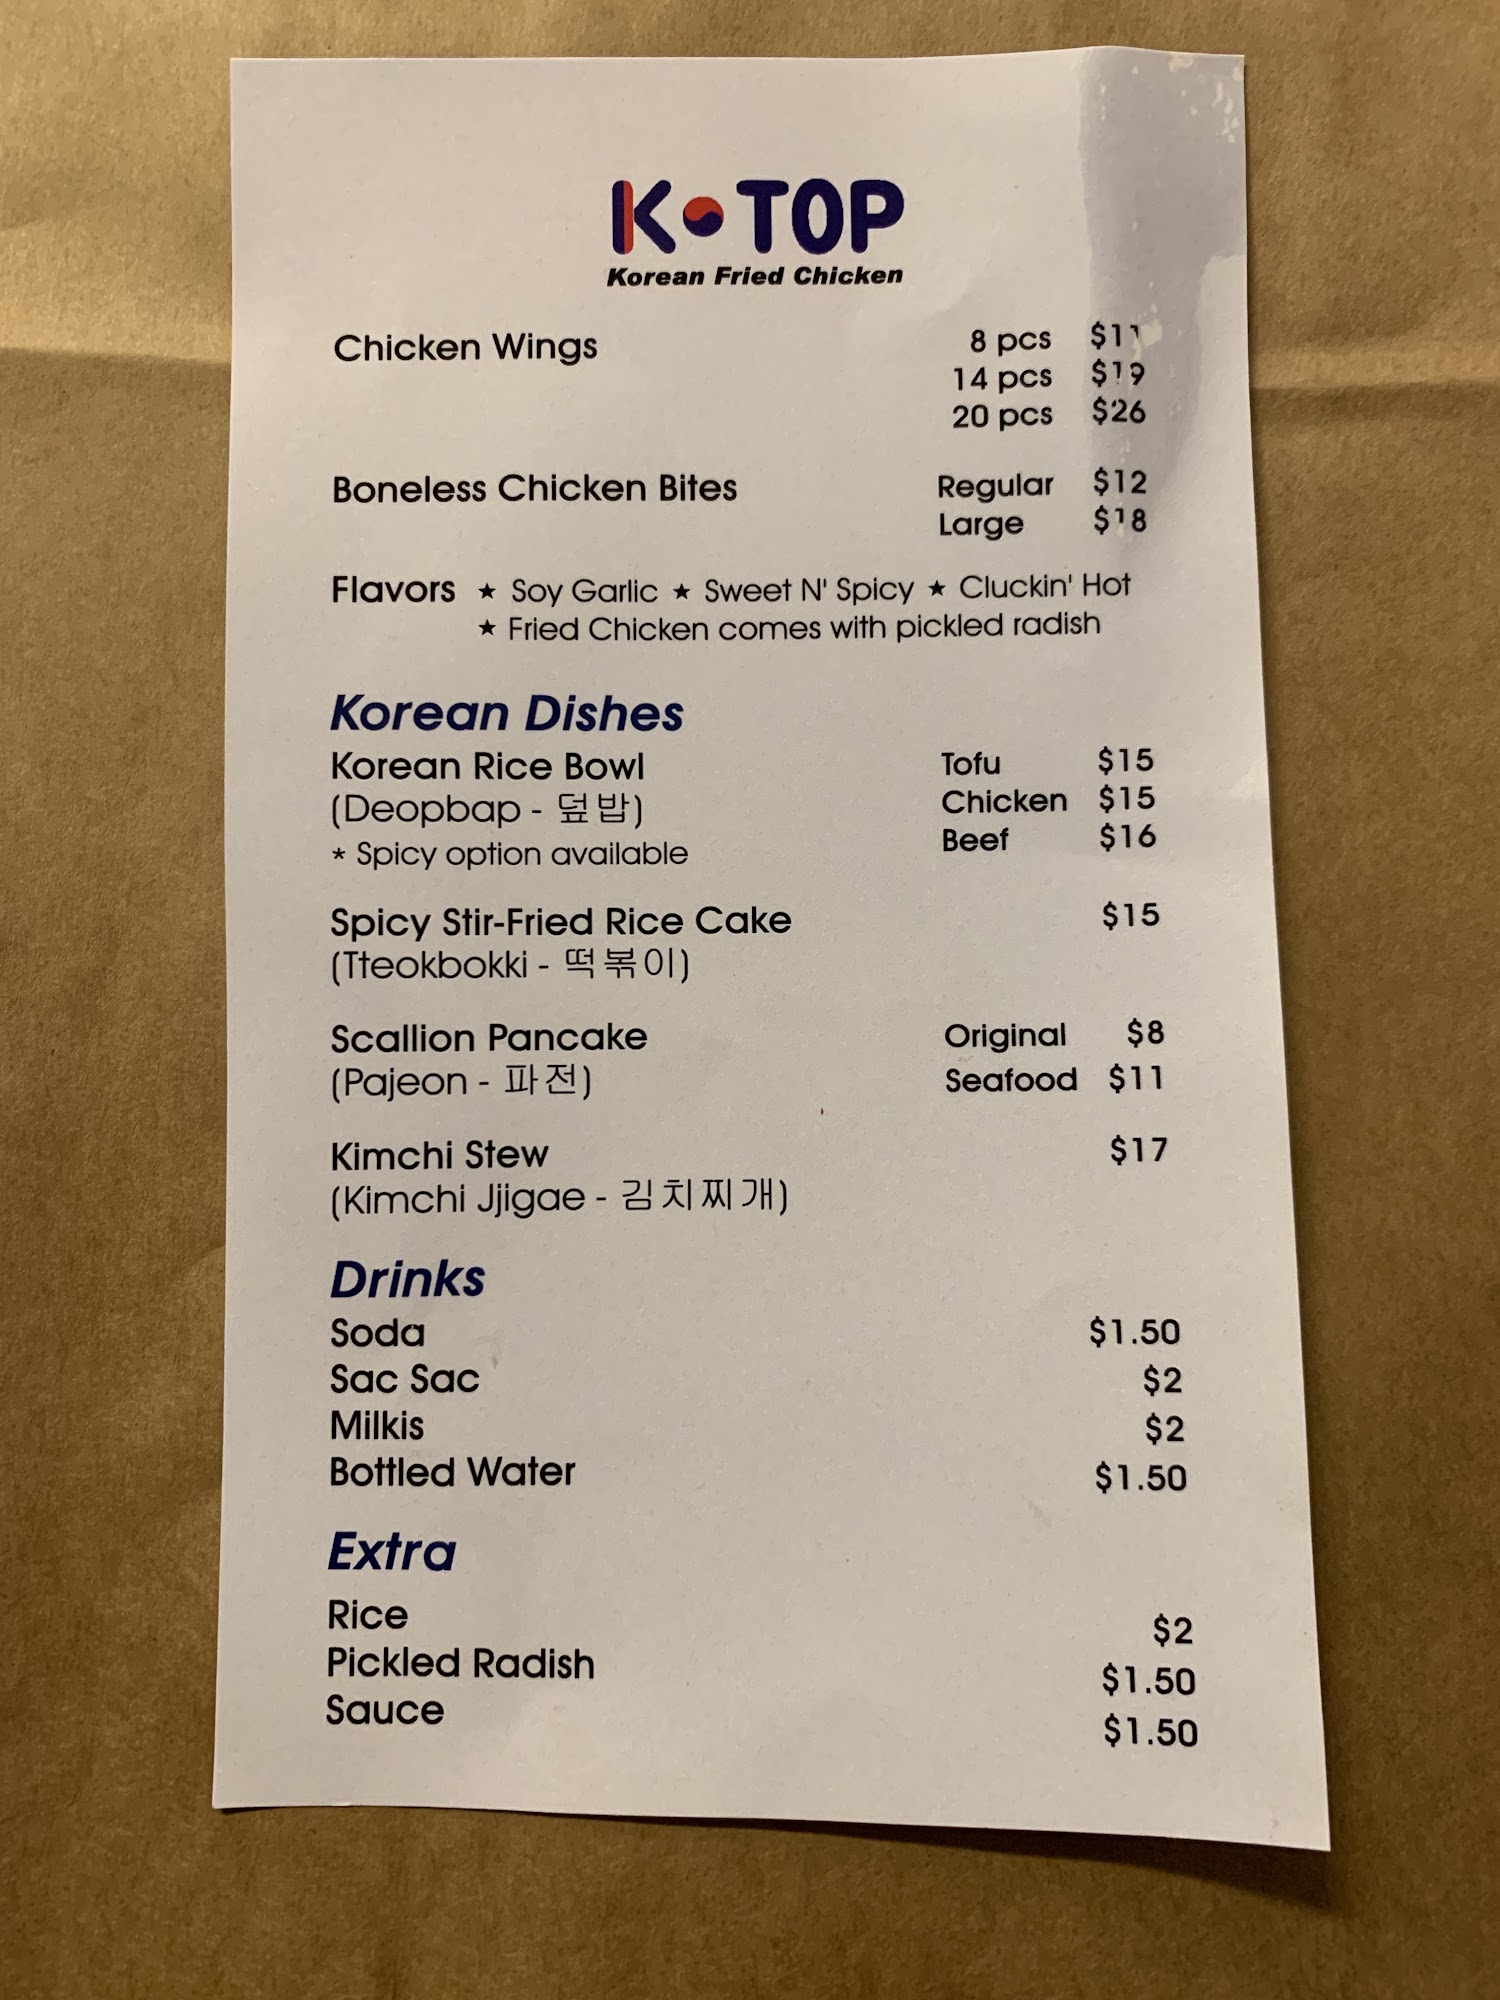 K TOP
Korean Fried Chicken
Chicken Wings 8 pcs $11
14 pcs $19
20 pcs $26
Boneless Chicken Bites Regular $12
Large $18
Flavors ★ Soy Garlic ★ Sweet N' Spicy ★ Cluckin' Hot
★ Fried Chicken comes with pickled radish
Korean Dishes
Korean Rice Bowl Tofu $15
(Deopbap - 덮밥) Chicken $15
* Spicy option available Beef $16
Spicy Stir-Fried Rice Cake $15
(Tteokbokki - 떡볶이)
Scallion Pancake Original $8
(Pajeon - 파전) Seafood $11
Kimchi Stew $17
(Kimchi Jjigae - 김치찌개)
Drinks
Soda $1.50
Sac Sac $2
Milkis $2
Bottled Water $1.50
Extra
Rice $2
Pickled Radish $1.50
Sauce $1.50